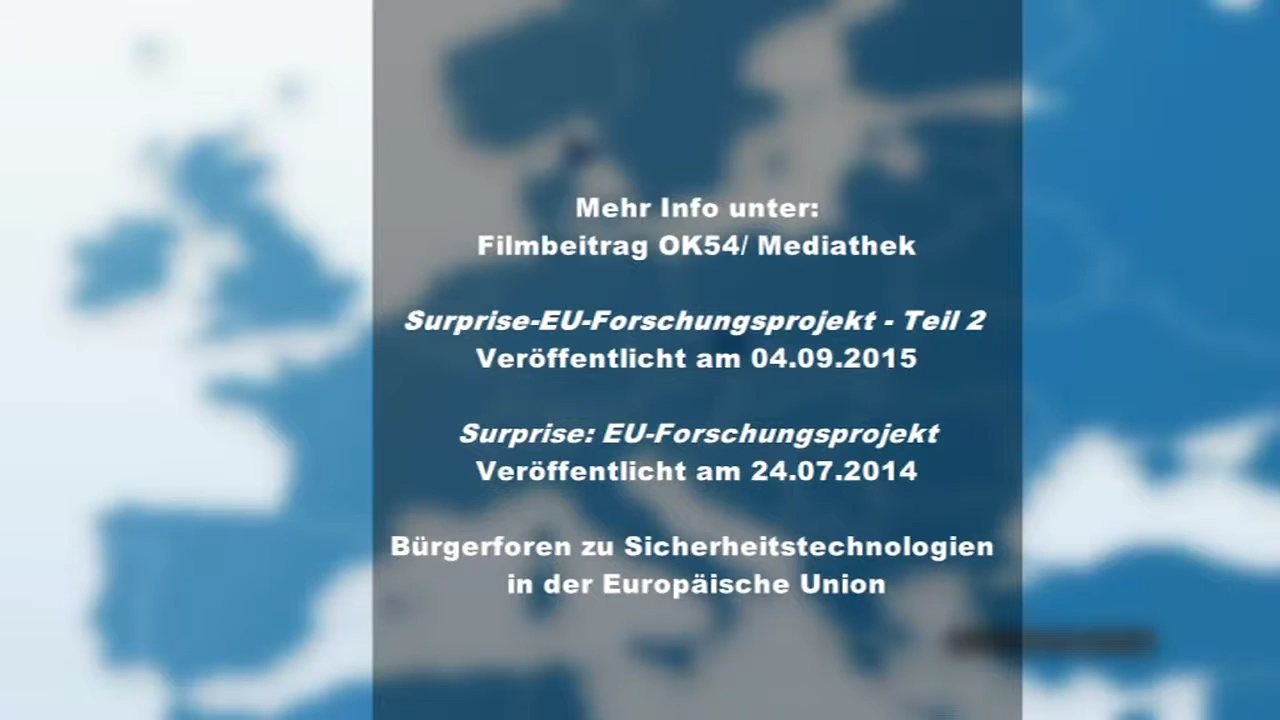 Mehr Info unter:
Filmbeitrag OK54/ Mediathek
Surprise-EU-Forschungsprojekt - Teil 2
Veröffentlicht am 04.09.2015
Surprise: EU-Forschungsprojekt
Veröffentlicht am 24.07.2014
Bürgerforen zu Sicherheitstechnologien
in der Europäische Union